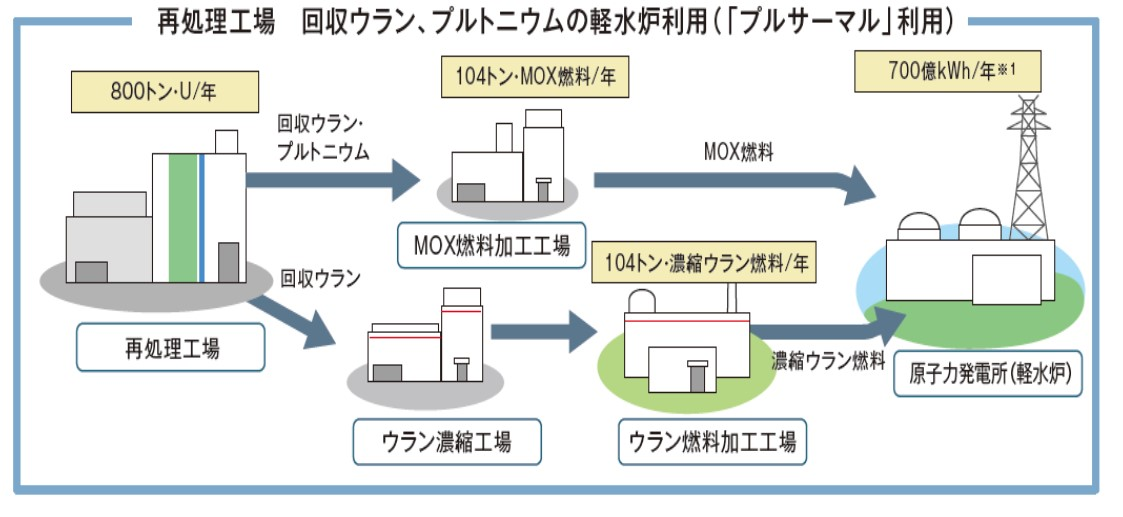 再処理工場　回収ウラン、プルトニウムの軽水炉利用(「プルサーマル」利用)
800トン・U/年
回収ウラン・
プルトニウム
104トン・MOX燃料/年
MOX燃料
700億kWh/年※1
MOX燃料加工工場
回収ウラン
104トン・濃縮ウラン燃料/年
再処理工場
濃縮ウラン燃料
原子力発電所(軽水炉)
ウラン濃縮工場
ウラン燃料加工工場